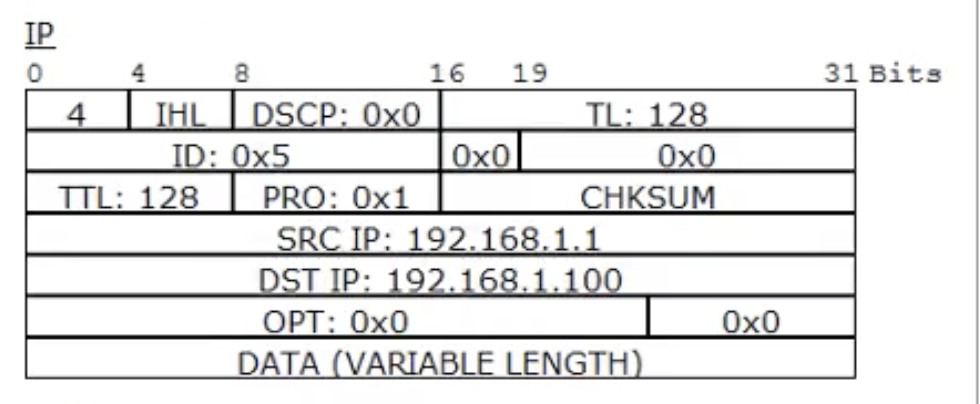 IP
0 4 8 16 19 31 Bits
4 IHL DSCP: 0x0 TL: 128
ID: 0x5 0x0 0x0
TTL: 128 PRO: 0x1 CHKSUM
SRC IP: 192.168.1.1
DST IP: 192.168.1.100
OPT: 0x0 0x0
DATA (VARIABLE LENGTH)